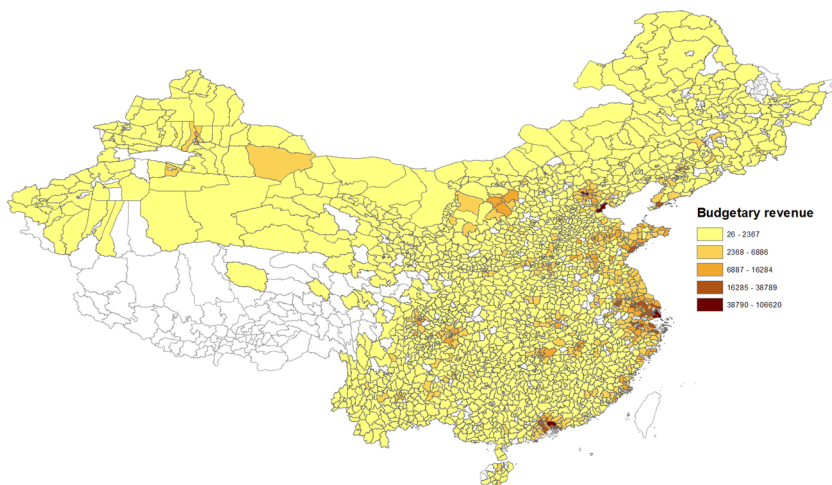 Budgetary revenue
26 - 2367
2368 - 6886
6887 - 16284
16285 - 38789
38790 - 106620